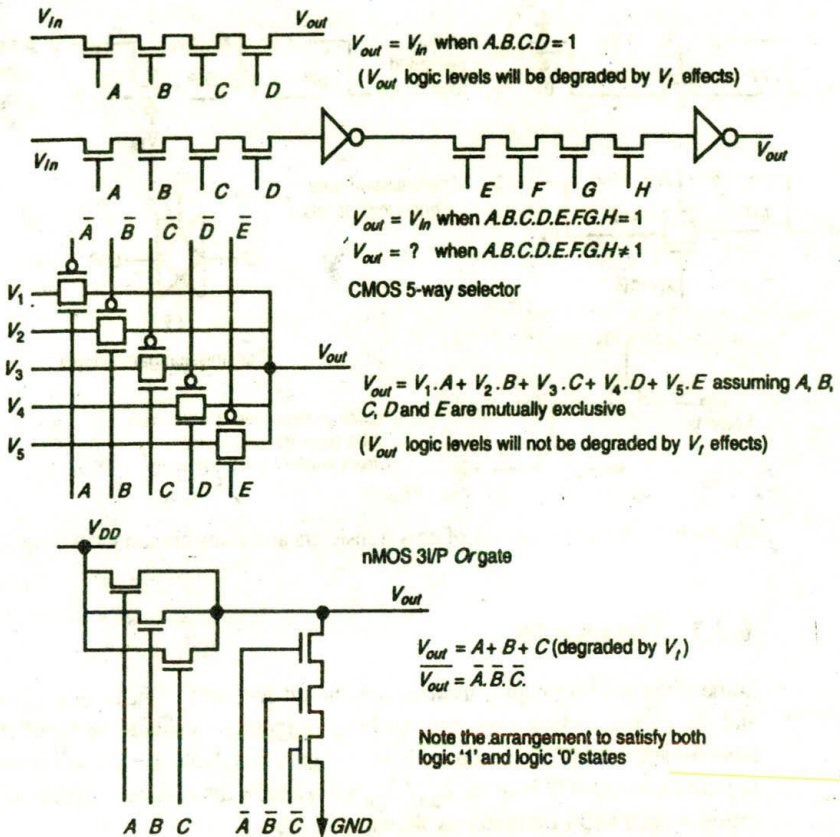 V_in V_out
V_out = V_in when A.B.C.D = 1
(V_out logic levels will be degraded by V_t effects)
A B C D
V_in V_out
A B C D E F G H
V_out = V_in when A.B.C.D.E.F.G.H = 1
V_out = ? when A.B.C.D.E.F.G.H ≠ 1
Ā B̄ C D̄ Ē
CMOS 5-way selector
V_1
V_2
V_3
V_4
V_5
V_out
V_out = V_1.A + V_2.B + V_3.C + V_4.D + V_5.E assuming A, B,
C, D and E are mutually exclusive
(V_out logic levels will not be degraded by V_t effects)
A B C D E
V_DD
nMOS 3I/P Or gate
V_out
V_out = A + B + C (degraded by V_t)
V̅_out = Ā.B̄.C̄.
Note the arrangement to satisfy both
logic '1' and logic '0' states
A B C Ā B̄ C̄ GND